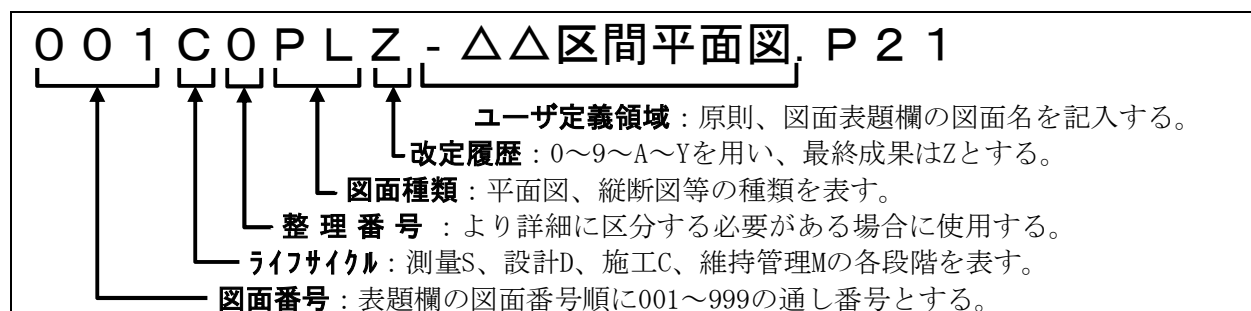 001C0PLZ-△△区間平面図.P21
ユーザ定義領域：原則、図面表題欄の図面名を記入する。
改定履歴：0～9～A～Yを用い、最終成果はZとする。
図面種類：平面図、縦断図等の種類を表す。
整理番号：より詳細に区分する必要がある場合に使用する。
ライフサイクル：測量S、設計D、施工C、維持管理Mの各段階を表す。
図面番号：表題欄の図面番号順に001～999の通し番号とする。